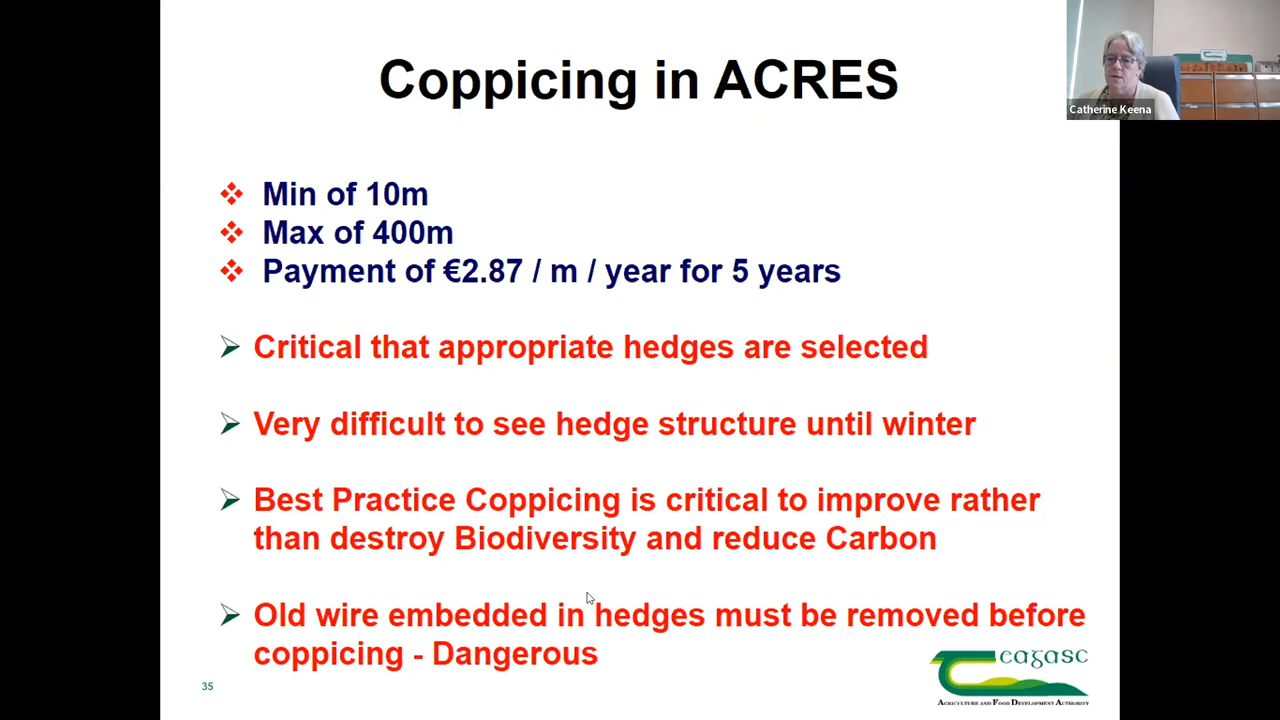 Coppicing in ACRES
Catherine Keena
Min of 10m
Max of 400m
Payment of €2.87 / m / year for 5 years
Critical that appropriate hedges are selected
Very difficult to see hedge structure until winter
Best Practice Coppicing is critical to improve rather
than destroy Biodiversity and reduce Carbon
Old wire embedded in hedges must be removed before
coppicing - Dangerous
35
eagasc
AGRICULTURE AND FOOD DEVELOPMENT AUTHORITY